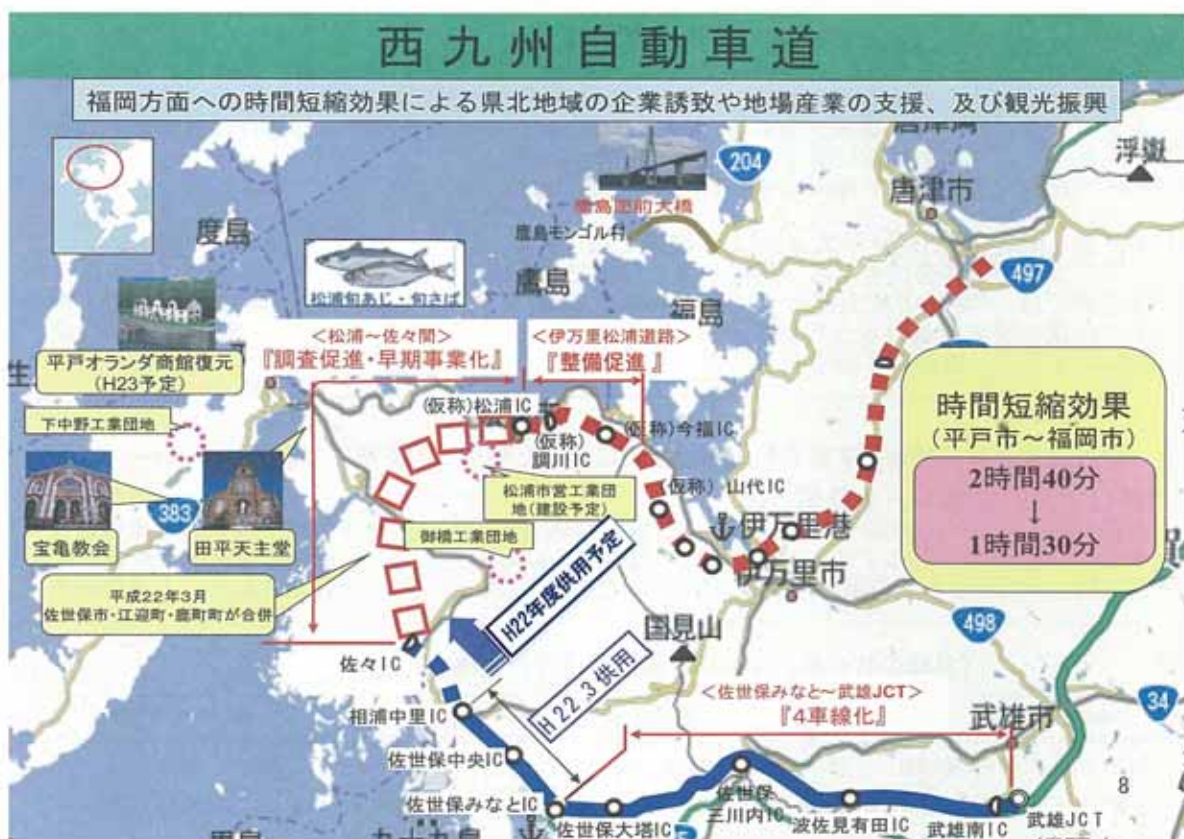 西九州自動車道
福岡方面への時間短縮効果による県北地域の企業誘致や地場産業の支援、及び観光振興
204
浮嶽
唐津市
度島
鷹島肥前大橋
鷹島モンゴル村
497
松浦旬あじ・旬さば
鷹島
福島
<松浦～佐々間>
『調査促進・早期事業化』
<伊万里松浦道路>
『整備促進』
平戸オランダ商館復元
(H23予定)
生
時間短縮効果
(平戸市～福岡市)
2時間40分
↓
1時間30分
下中野工業団地
(仮称)松浦IC
(仮称)
調川IC
(仮称)今福IC
383
宝亀教会
田平天主堂
松浦市営工業団
地(建設予定)
(仮称)山代IC
御橋工業団地
伊万里港
伊万里市
平成22年3月
佐世保市・江迎町・鹿町町が合併
H22年度供用予定
国見山
498
佐々IC
H22.3供用
<佐世保みなと～武雄JCT>
『4車線化』
武雄市
34
相浦中里IC
佐世保中央IC
佐世保みなとIC
佐世保大塔IC
佐世保
三川内IC
波佐見有田IC
武雄南IC
武雄JCT
8
九十九島